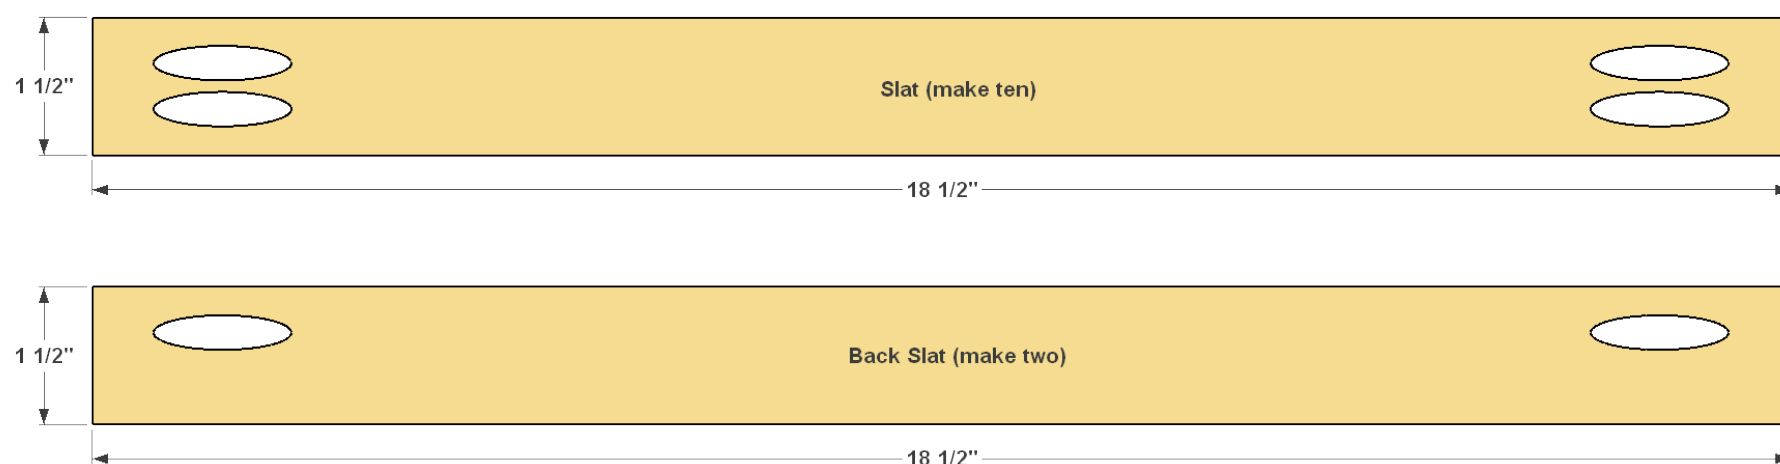 1 1/2"
Slat (make ten)
18 1/2"
1 1/2"
Back Slat (make two)
18 1/2"